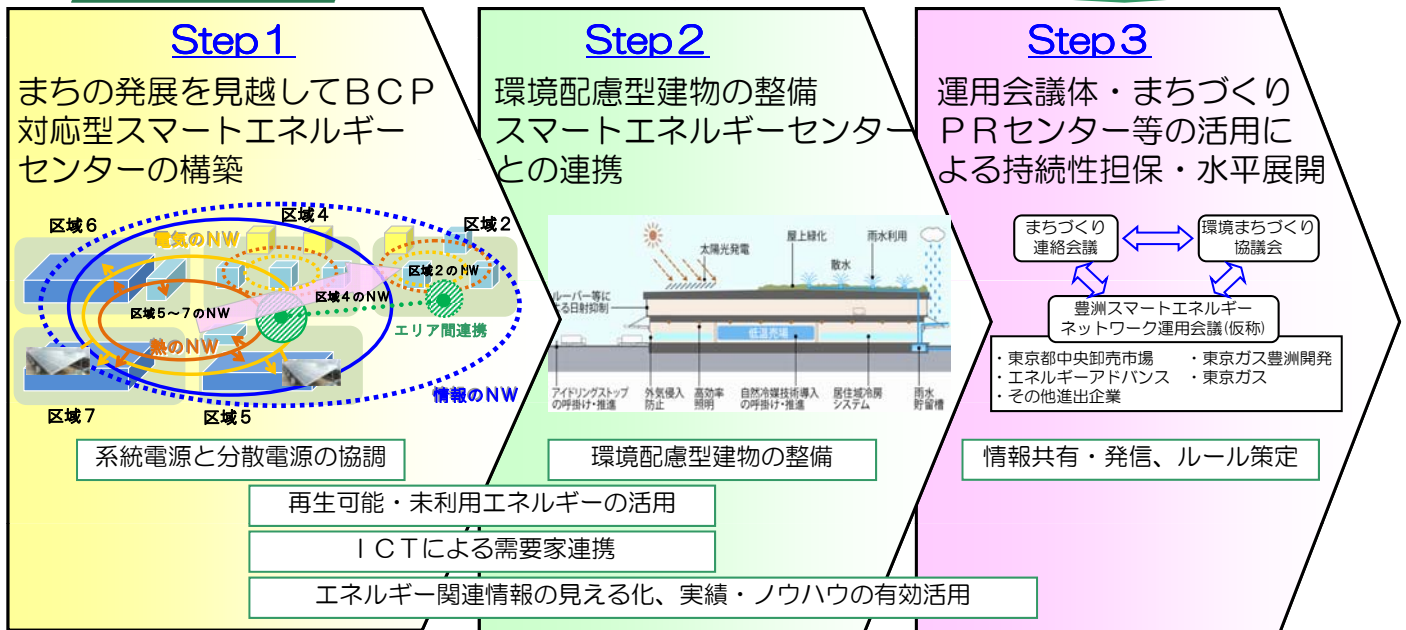 Step1
まちの発展を見越してＢＣＰ
対応型スマートエネルギー
センターの構築
区域6
区域4
区域2
電気のNW
区域2のNW
区域4のNW
区域5～7のNW
エリア間連携
熱のNW
情報のNW
区域7
区域5
系統電源と分散電源の協調
Step2
環境配慮型建物の整備
スマートエネルギーセンター
との連携
太陽光発電
屋上緑化
雨水利用
散水
ルーバー等に
よる日射抑制
低温売場
アイドリングストップ
の呼掛け・推進
外気侵入
防止
高効率
照明
自然冷媒技術導入
の呼掛け・推進
居住域冷房
システム
雨水
貯留槽
環境配慮型建物の整備
Step3
運用会議体・まちづくり
ＰＲセンター等の活用に
よる持続性担保・水平展開
まちづくり
連絡会議
環境まちづくり
協議会
豊洲スマートエネルギー
ネットワーク運用会議(仮称)
・東京都中央卸売市場　・東京ガス豊洲開発
・エネルギーアドバンス　・東京ガス
・その他進出企業
情報共有・発信、ルール策定
再生可能・未利用エネルギーの活用
ＩＣＴによる需要家連携
エネルギー関連情報の見える化、実績・ノウハウの有効活用